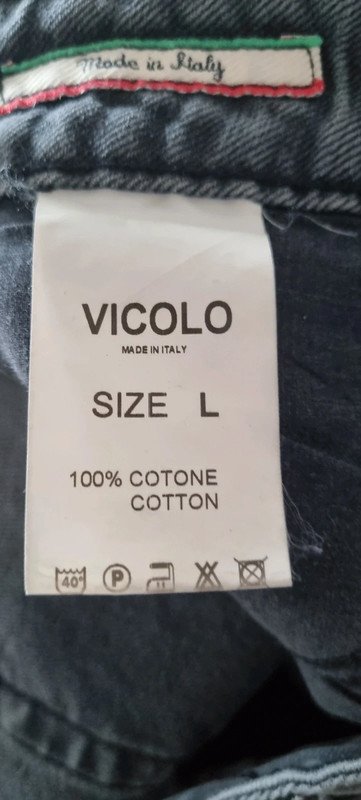 Made in Italy
VICOLO
MADE IN ITALY
SIZE L
100% COTONE
COTTON
40° P